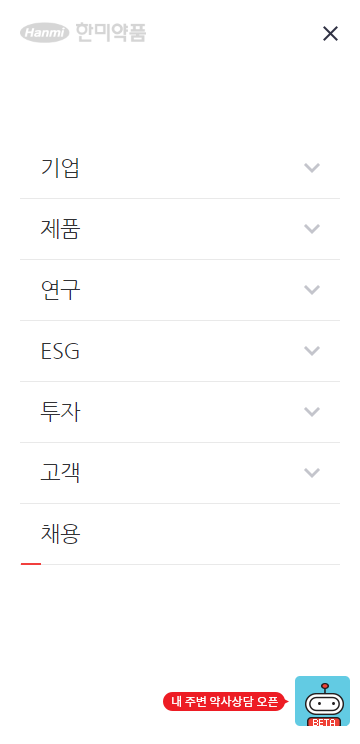 Hanmi 한미약품
기업
제품
연구
ESG
투자
고객
채용
내 주변 약사상담 오픈
BETA